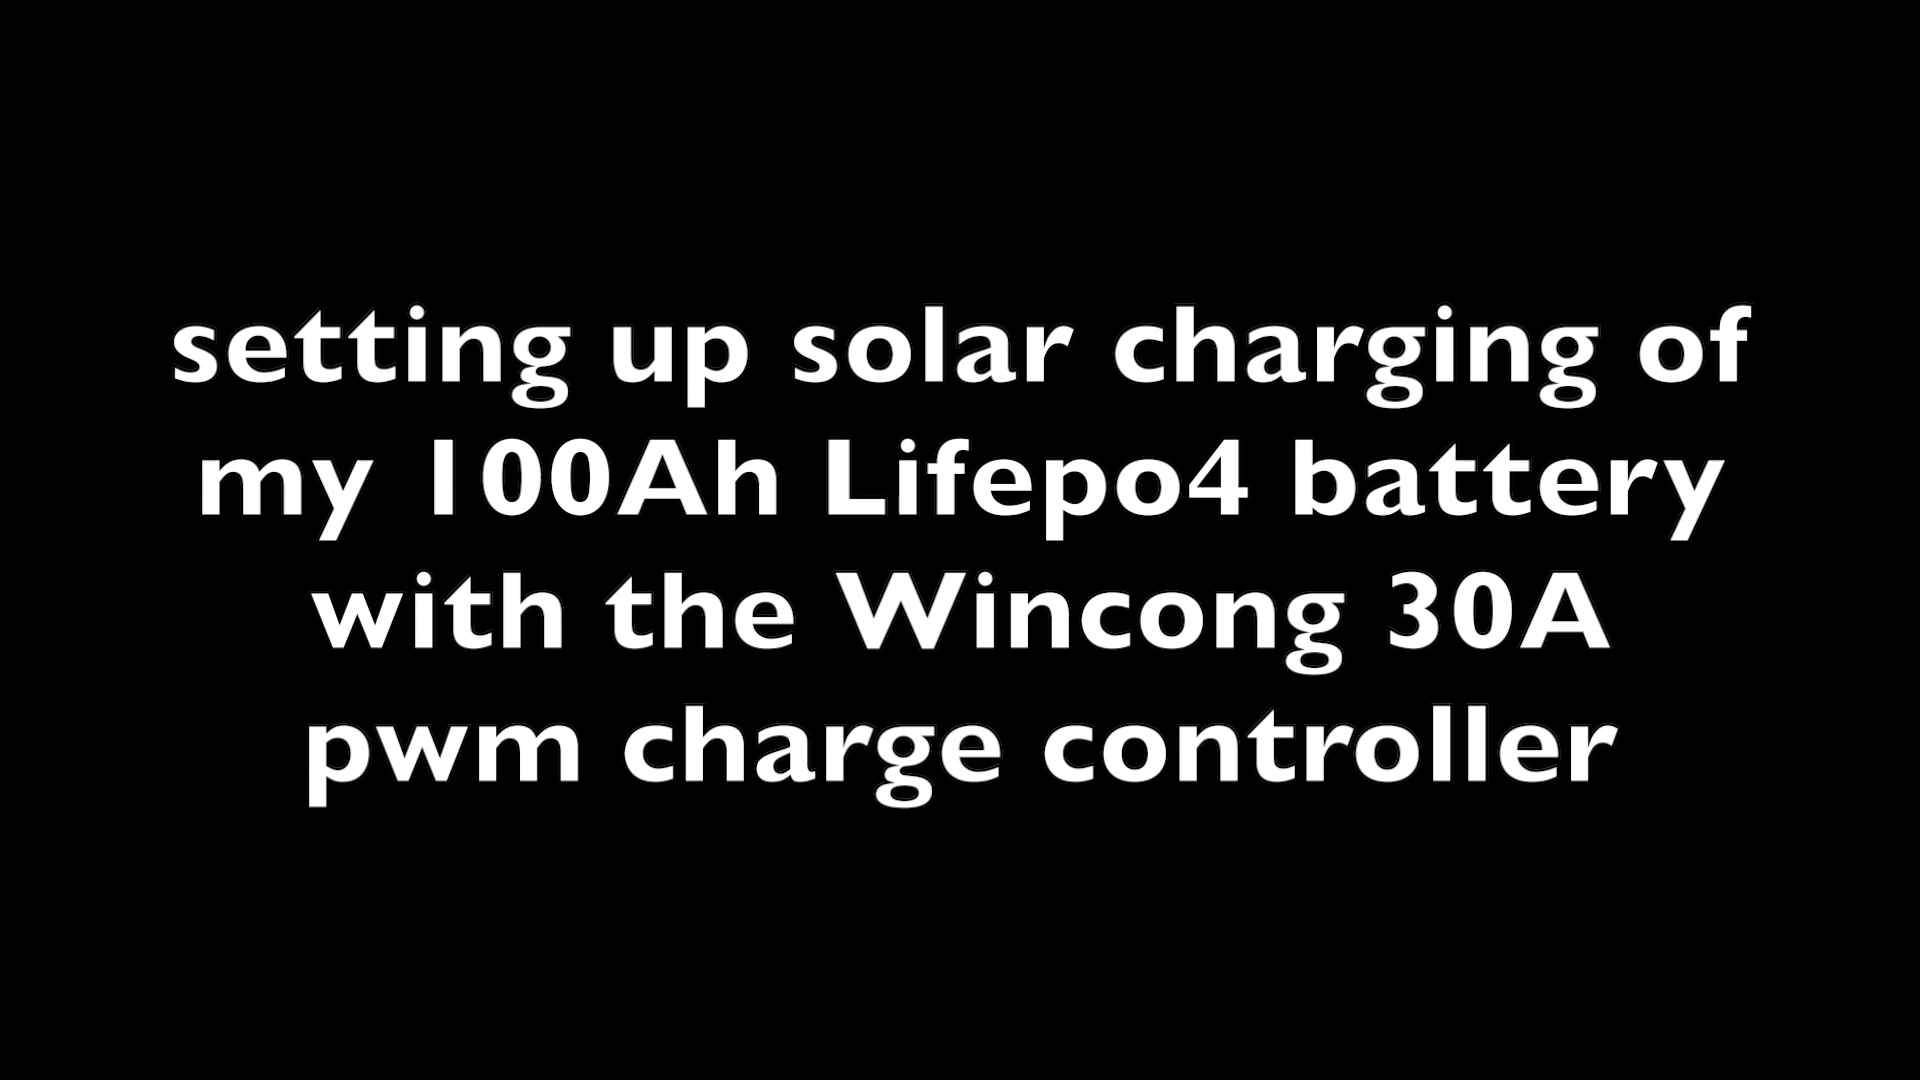 setting up solar charging of
my 100Ah Lifepo4 battery
with the Wincong 30A
pwm charge controller